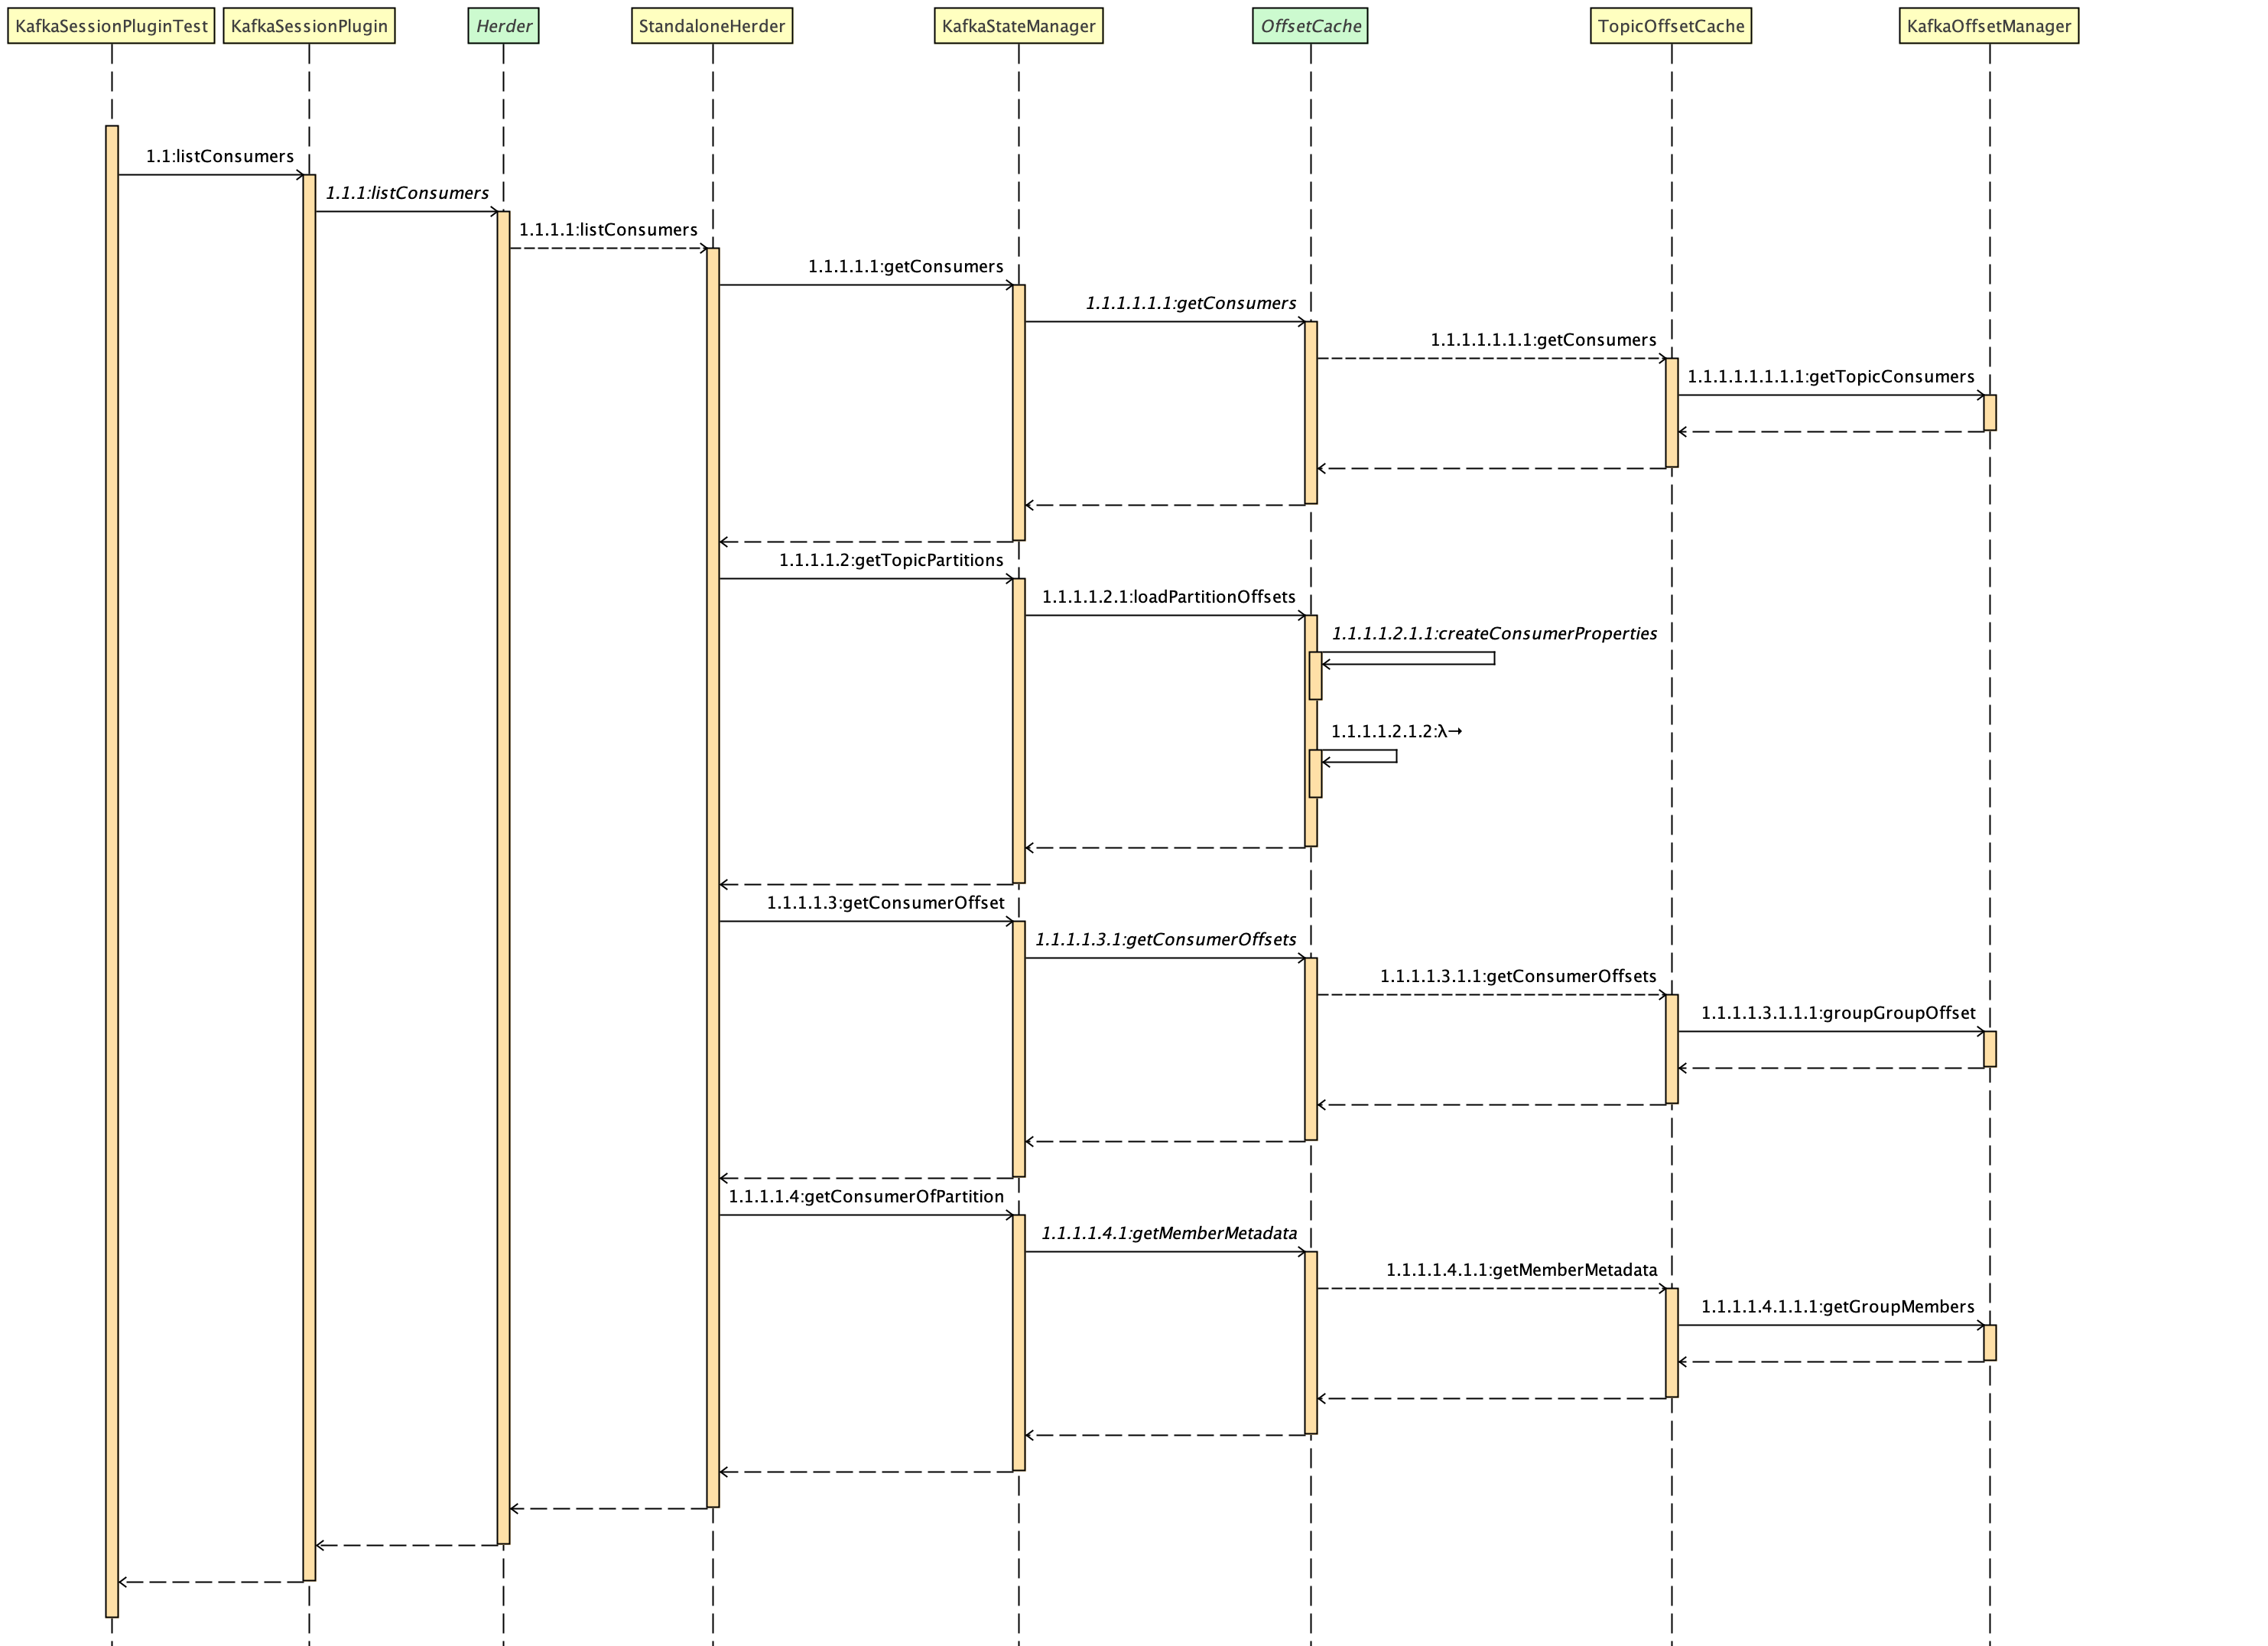 KafkaSessionPluginTest
KafkaSessionPlugin
Herder
StandaloneHerder
KafkaStateManager
OffsetCache
TopicOffsetCache
KafkaOffsetManager
1.1:listConsumers
1.1.1:listConsumers
1.1.1.1:listConsumers
1.1.1.1.1:getConsumers
1.1.1.1.1.1:getConsumers
1.1.1.1.1.1.1:getConsumers
1.1.1.1.1.1.1.1:getTopicConsumers
1.1.1.1.2:getTopicPartitions
1.1.1.1.2.1:loadPartitionOffsets
1.1.1.1.2.1.1:createConsumerProperties
1.1.1.1.2.1.2:λ→
1.1.1.1.3:getConsumerOffset
1.1.1.1.3.1:getConsumerOffsets
1.1.1.1.3.1.1:getConsumerOffsets
1.1.1.1.3.1.1.1:groupGroupOffset
1.1.1.1.4:getConsumerOfPartition
1.1.1.1.4.1:getMemberMetadata
1.1.1.1.4.1.1:getMemberMetadata
1.1.1.1.4.1.1.1:getGroupMembers